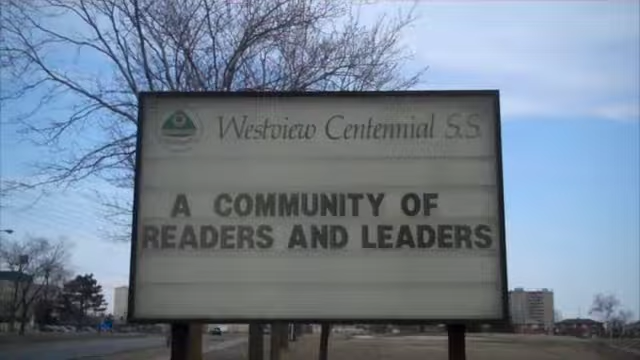 Westview Centennial S.S.
A COMMUNITY OF
READERS AND LEADERS